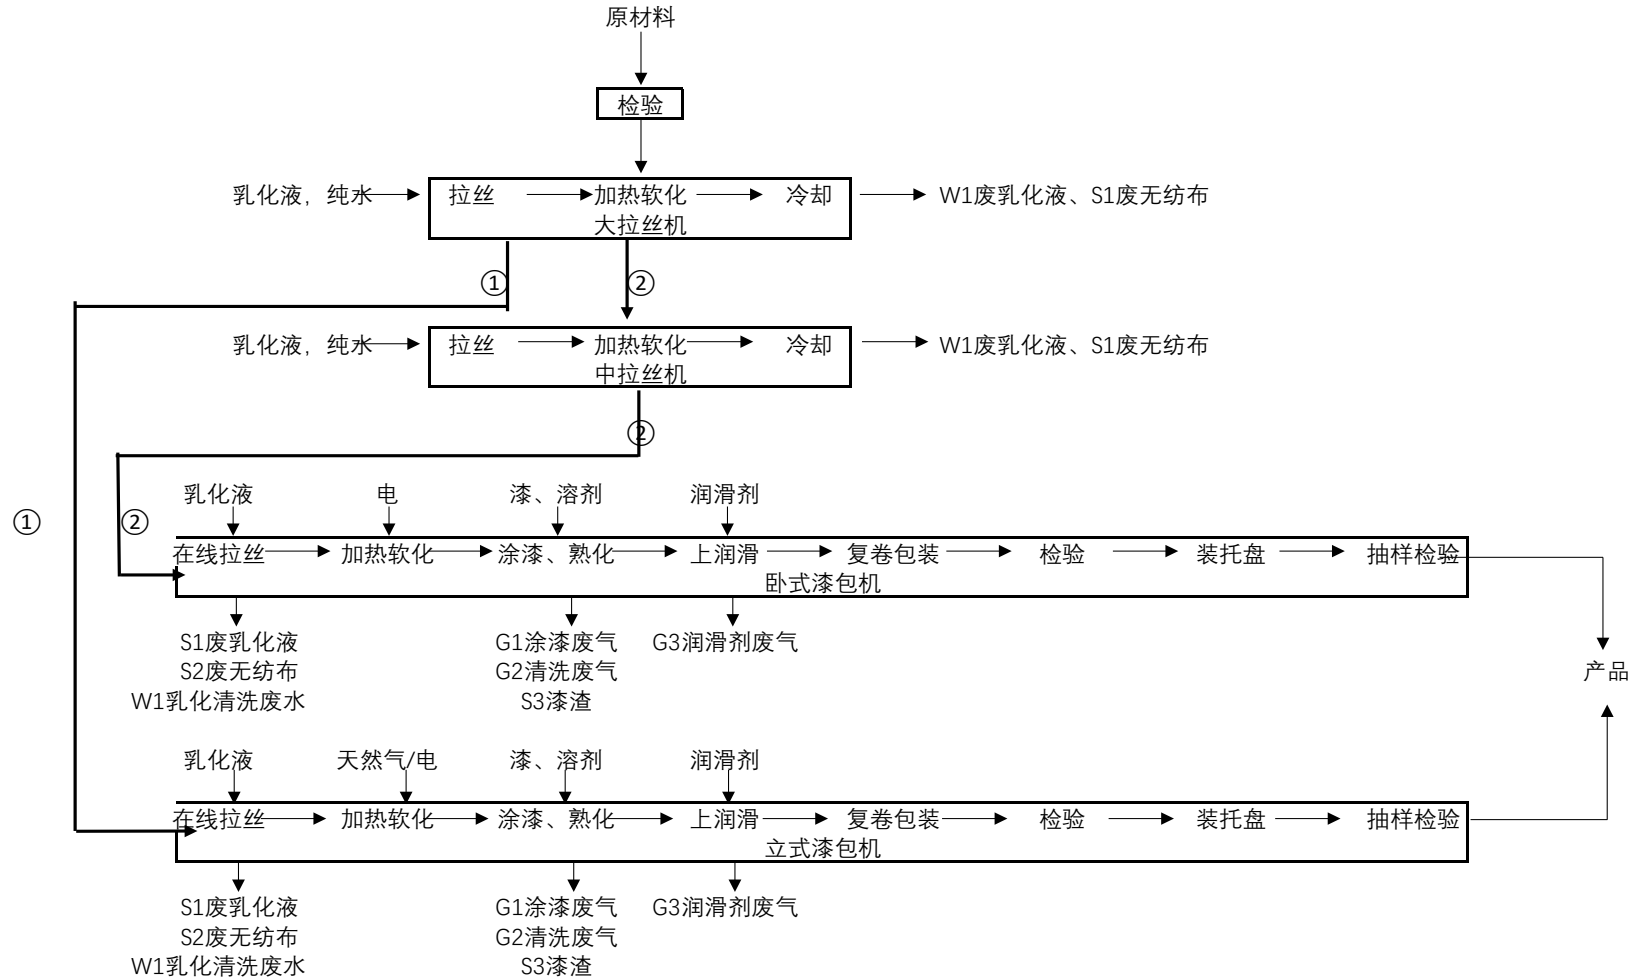 原材料
检验
乳化液，纯水 拉丝 加热软化 冷却 W1废乳化液、S1废无纺布
大拉丝机
① ②
乳化液，纯水 拉丝 加热软化 冷却 W1废乳化液、S1废无纺布
中拉丝机
②
乳化液 电 漆、溶剂 润滑剂
① ②
在线拉丝 加热软化 涂漆、熟化 上润滑 复卷包装 检验 装托盘 抽样检验
卧式漆包机
S1废乳化液 G1涂漆废气 G3润滑剂废气
S2废无纺布 G2清洗废气 产品
W1乳化清洗废水 S3漆渣
乳化液 天然气/电 漆、溶剂 润滑剂
在线拉丝 加热软化 涂漆、熟化 上润滑 复卷包装 检验 装托盘 抽样检验
立式漆包机
S1废乳化液 G1涂漆废气 G3润滑剂废气
S2废无纺布 G2清洗废气
W1乳化清洗废水 S3漆渣